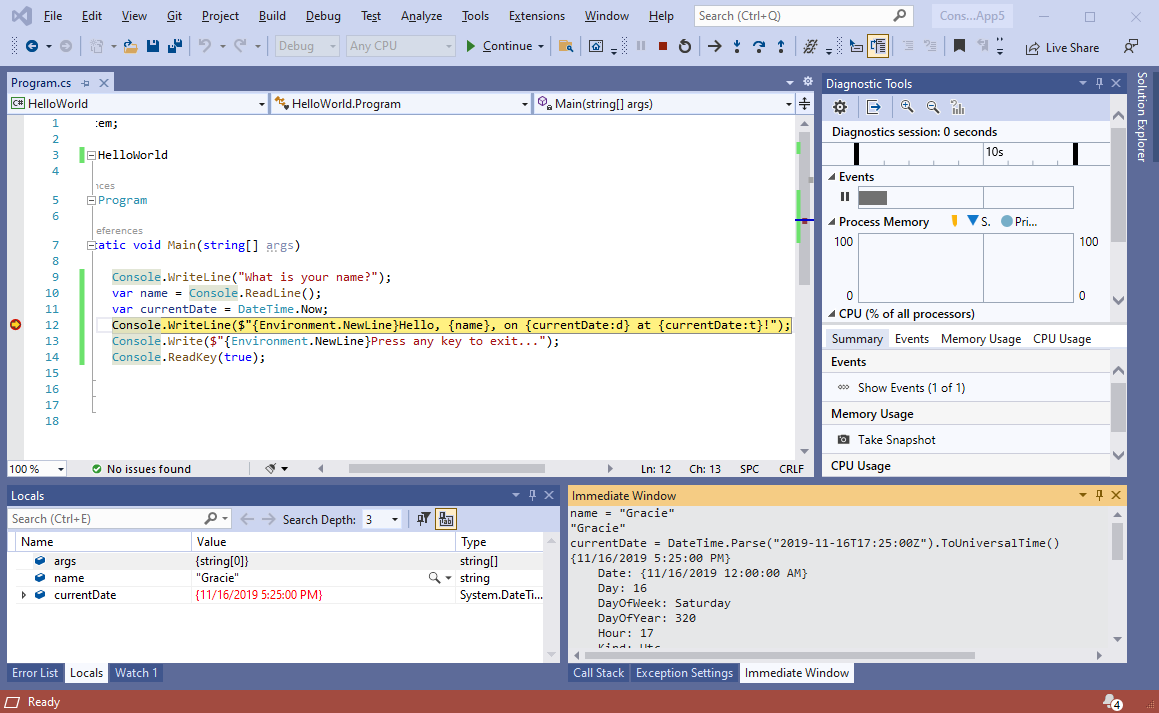 File Edit View Git Project Build Debug Test Analyze Tools Extensions Window Help Search (Ctrl+Q) Cons...App5
Debug Any CPU Continue Live Share
Program.cs
HelloWorld HelloWorld.Program Main(string[] args)
1 :em;
2
3 HelloWorld
4
nces
5 Program
6
eferences
7 tatic void Main(string[] args)
8
9 Console.WriteLine("What is your name?");
10 var name = Console.ReadLine();
11 var currentDate = DateTime.Now;
12 Console.WriteLine($"{Environment.NewLine}Hello, {name}, on {currentDate:d} at {currentDate:t}!");
13 Console.Write($"{Environment.NewLine}Press any key to exit...");
14 Console.ReadKey(true);
15
16
17
18
100 % No issues found Ln: 12 Ch: 13 SPC CRLF
Diagnostic Tools
Diagnostics session: 0 seconds
10s
Events
Process Memory S. Pri...
100 100
0 0
CPU (% of all processors)
Summary Events Memory Usage CPU Usage
Events
Show Events (1 of 1)
Memory Usage
Take Snapshot
CPU Usage
Solution Explorer
Locals
Search (Ctrl+E) Search Depth: 3
Name Value Type
args {string[0]} string[]
name "Gracie" string
currentDate {11/16/2019 5:25:00 PM} System.DateTi...
Error List Locals Watch 1
Immediate Window
name = "Gracie"
"Gracie"
currentDate = DateTime.Parse("2019-11-16T17:25:00Z").ToUniversalTime()
{11/16/2019 5:25:00 PM}
Date: {11/16/2019 12:00:00 AM}
Day: 16
DayOfWeek: Saturday
DayOfYear: 320
Hour: 17
Kind: Utc
Call Stack Exception Settings Immediate Window
Ready 4